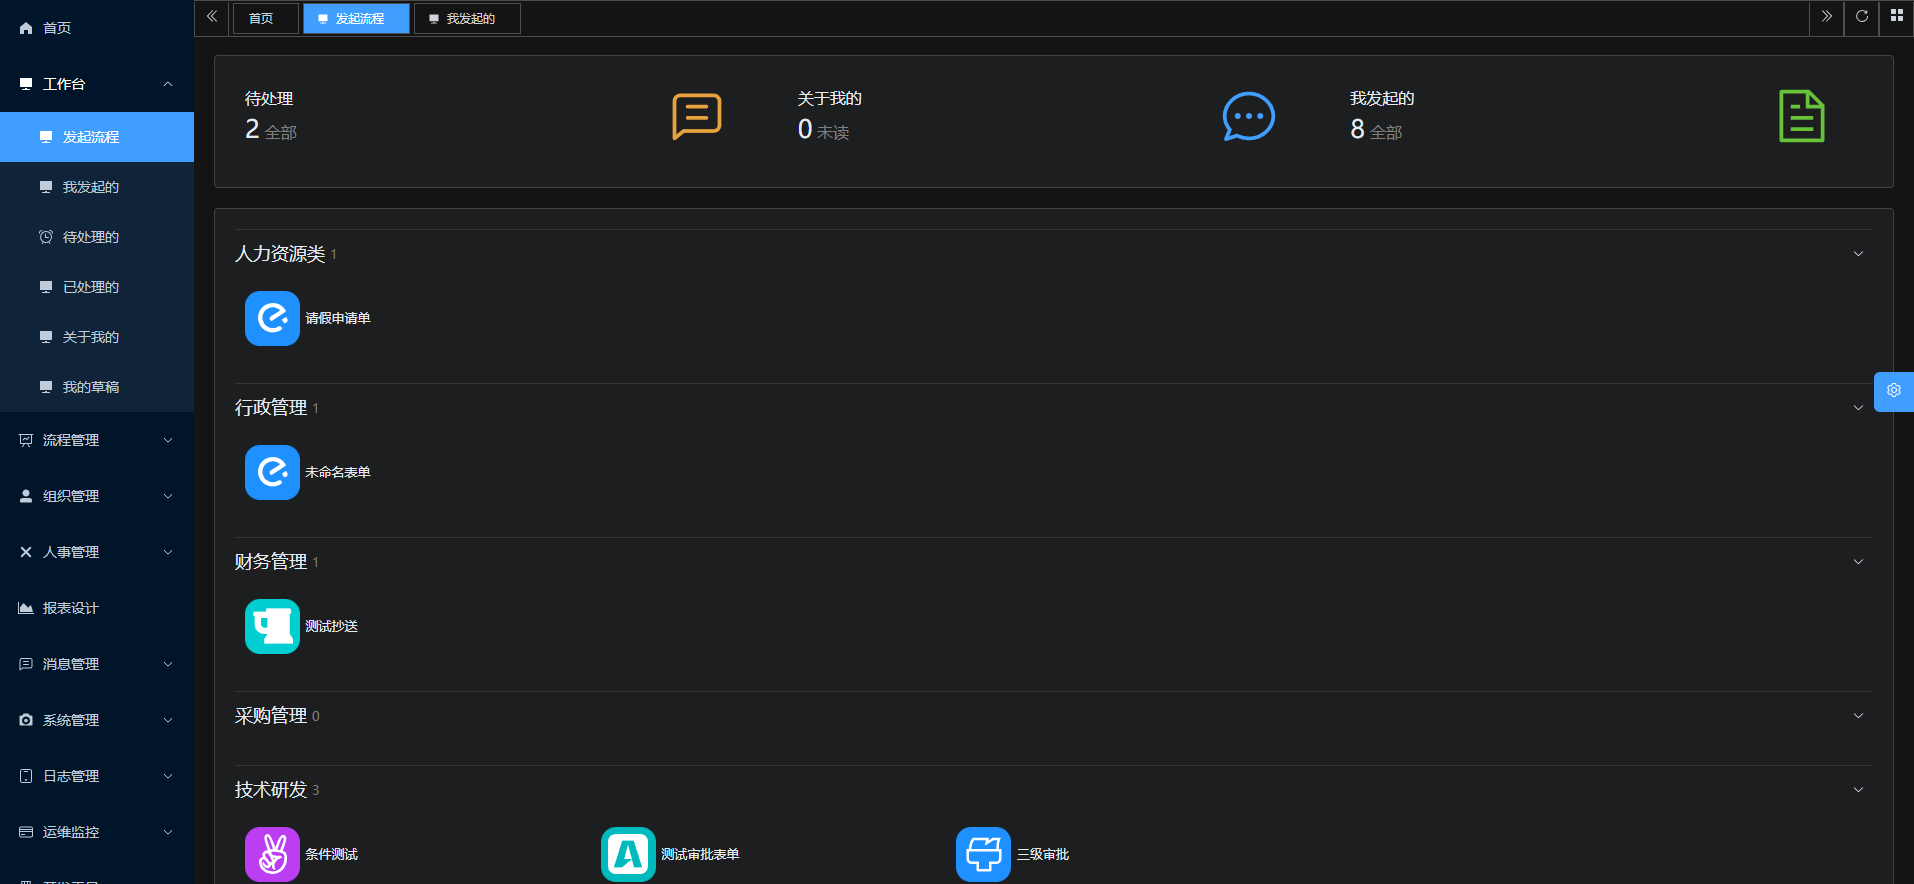 首页
工作台
发起流程
我发起的
待处理的
已处理的
关于我的
我的草稿
流程管理
组织管理
人事管理
报表设计
消息管理
系统管理
日志管理
运维监控
首页
发起流程
我发起的
待处理
2 全部
关于我的
0 未读
我发起的
8 全部
人力资源类 1
请假申请单
行政管理 1
未命名表单
财务管理 1
测试抄送
采购管理 0
技术研发 3
条件测试
测试审批表单
三级审批